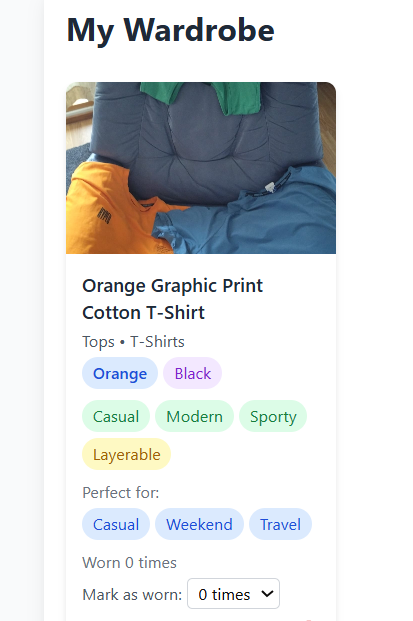 My Wardrobe
Orange Graphic Print
Cotton T-Shirt
Tops • T-Shirts
Orange Black
Casual Modern Sporty
Layerable
Perfect for:
Casual Weekend Travel
Worn 0 times
Mark as worn: 0 times